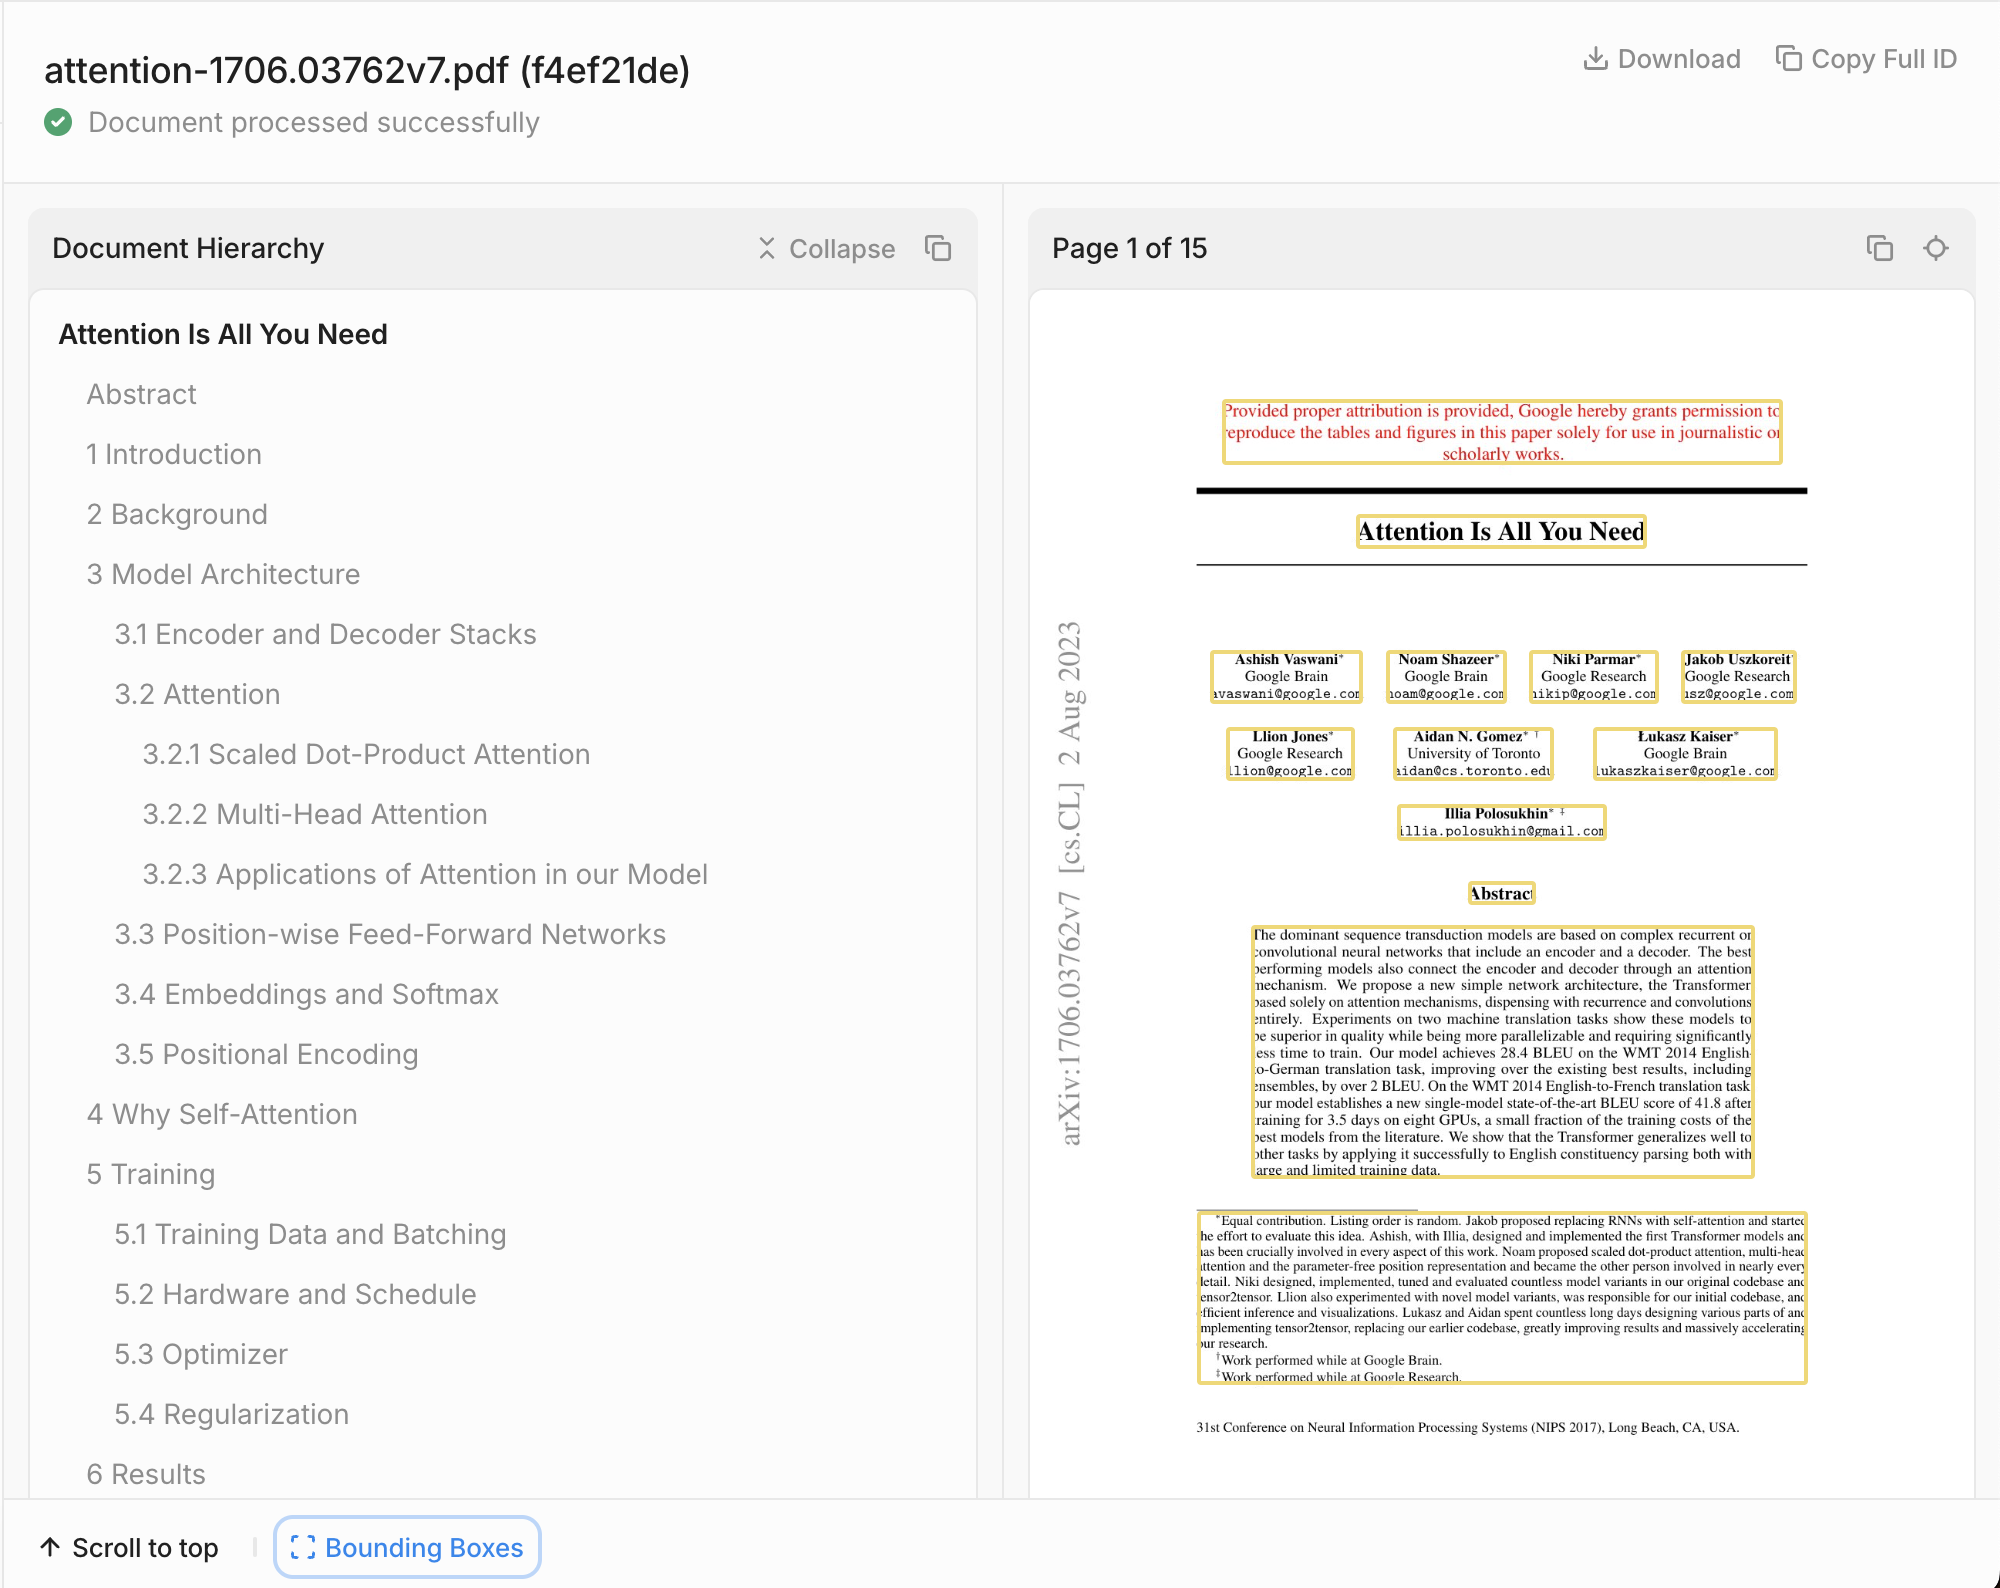 attention-1706.03762v7.pdf (f4ef21de)
Download
Copy Full ID
Document processed successfully
Document Hierarchy
Collapse
Attention Is All You Need
Abstract
1 Introduction
2 Background
3 Model Architecture
3.1 Encoder and Decoder Stacks
3.2 Attention
3.2.1 Scaled Dot-Product Attention
3.2.2 Multi-Head Attention
3.2.3 Applications of Attention in our Model
3.3 Position-wise Feed-Forward Networks
3.4 Embeddings and Softmax
3.5 Positional Encoding
4 Why Self-Attention
5 Training
5.1 Training Data and Batching
5.2 Hardware and Schedule
5.3 Optimizer
5.4 Regularization
6 Results
Page 1 of 15
Provided proper attribution is provided, Google hereby grants permission to
reproduce the tables and figures in this paper solely for use in journalistic or
scholarly works.
Attention Is All You Need
arXiv:1706.03762v7 [cs.CL] 2 Aug 2023
Ashish Vaswani*
Google Brain
avaswani@google.com
Noam Shazeer*
Google Brain
noam@google.com
Niki Parmar*
Google Research
nikip@google.com
Jakob Uszkoreit*
Google Research
usz@google.com
Llion Jones*
Google Research
llion@google.com
Aidan N. Gomez* †
University of Toronto
aidan@cs.toronto.edu
Łukasz Kaiser*
Google Brain
lukaszkaiser@google.com
Illia Polosukhin* ‡
illia.polosukhin@gmail.com
Abstract
The dominant sequence transduction models are based on complex recurrent or
convolutional neural networks that include an encoder and a decoder. The best
performing models also connect the encoder and decoder through an attention
mechanism. We propose a new simple network architecture, the Transformer
based solely on attention mechanisms, dispensing with recurrence and convolutions
entirely. Experiments on two machine translation tasks show these models to
be superior in quality while being more parallelizable and requiring significantly
less time to train. Our model achieves 28.4 BLEU on the WMT 2014 English-
to-German translation task, improving over the existing best results, including
ensembles, by over 2 BLEU. On the WMT 2014 English-to-French translation task
our model establishes a new single-model state-of-the-art BLEU score of 41.8 after
training for 3.5 days on eight GPUs, a small fraction of the training costs of the
best models from the literature. We show that the Transformer generalizes well to
other tasks by applying it successfully to English constituency parsing both with
large and limited training data.
*Equal contribution. Listing order is random. Jakob proposed replacing RNNs with self-attention and started
the effort to evaluate this idea. Ashish, with Illia, designed and implemented the first Transformer models and
has been crucially involved in every aspect of this work. Noam proposed scaled dot-product attention, multi-head
attention and the parameter-free position representation and became the other person involved in nearly every
detail. Niki designed, implemented, tuned and evaluated countless model variants in our original codebase and
tensor2tensor. Llion also experimented with novel model variants, was responsible for our initial codebase, and
efficient inference and visualizations. Lukasz and Aidan spent countless long days designing various parts of and
implementing tensor2tensor, replacing our earlier codebase, greatly improving results and massively accelerating
our research.
†Work performed while at Google Brain.
‡Work performed while at Google Research.
31st Conference on Neural Information Processing Systems (NIPS 2017), Long Beach, CA, USA.
Scroll to top
Bounding Boxes